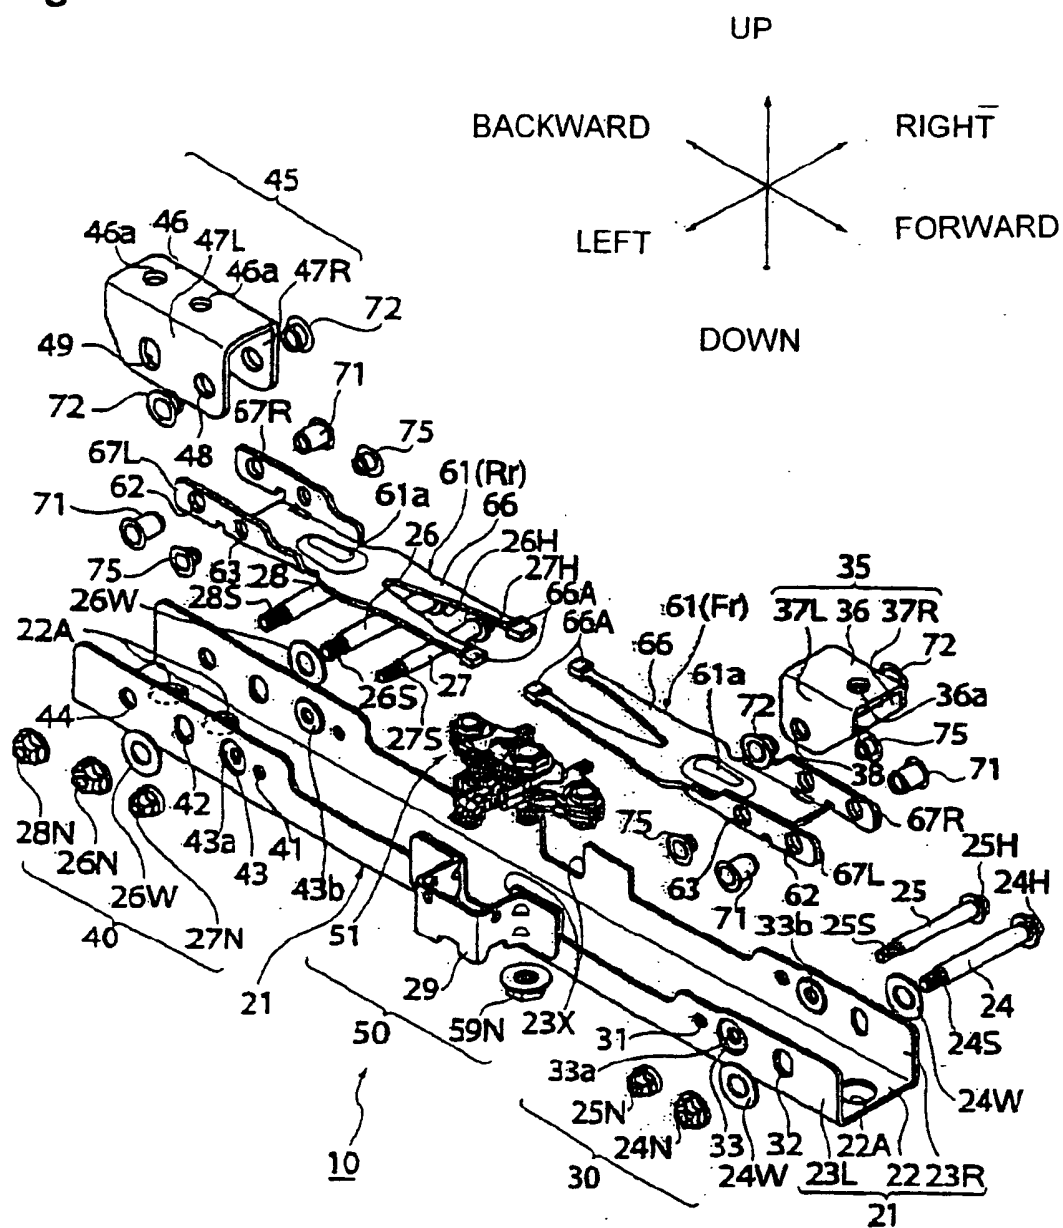 UP
BACKWARD RIGHT
LEFT FORWARD
DOWN
45
46
46a 47L
46a 47R
72
49
72
48
71
67R
75
67L
62
61(Rr)
61a
66
71
26 26H
27H
75 63 28
28S
66A
26W
22A
35
61(Fr)
37L 36 37R
66A
66
72
61a
26S 27
72
36a
44
27S
75
38
71
28N 26N 42 43a 43 41 43b
75
67R
26W
63 71 62 67L
25H
25 24H
33b 25S
40 27N
51
21
29
24
50
59N 23X
31
24S
33a
25N
24W
24N 33 32 22A
10
30
24W 23L 22 23R
21